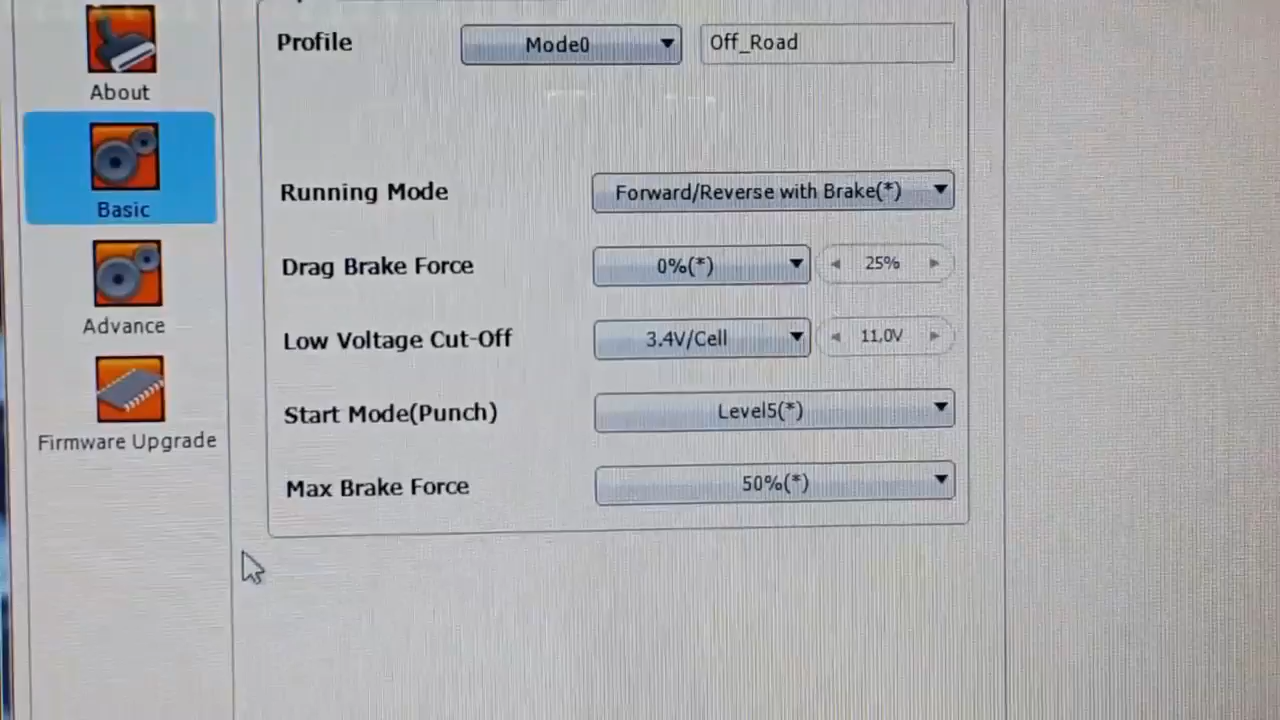 Profile
Mode0
Off_Road
About
Basic
Running Mode
Forward/Reverse with Brake(*)
Drag Brake Force
0%(*)
25%
Advance
Low Voltage Cut-Off
3.4V/Cell
11.0V
Start Mode(Punch)
Level5(*)
Firmware Upgrade
Max Brake Force
50%(*)